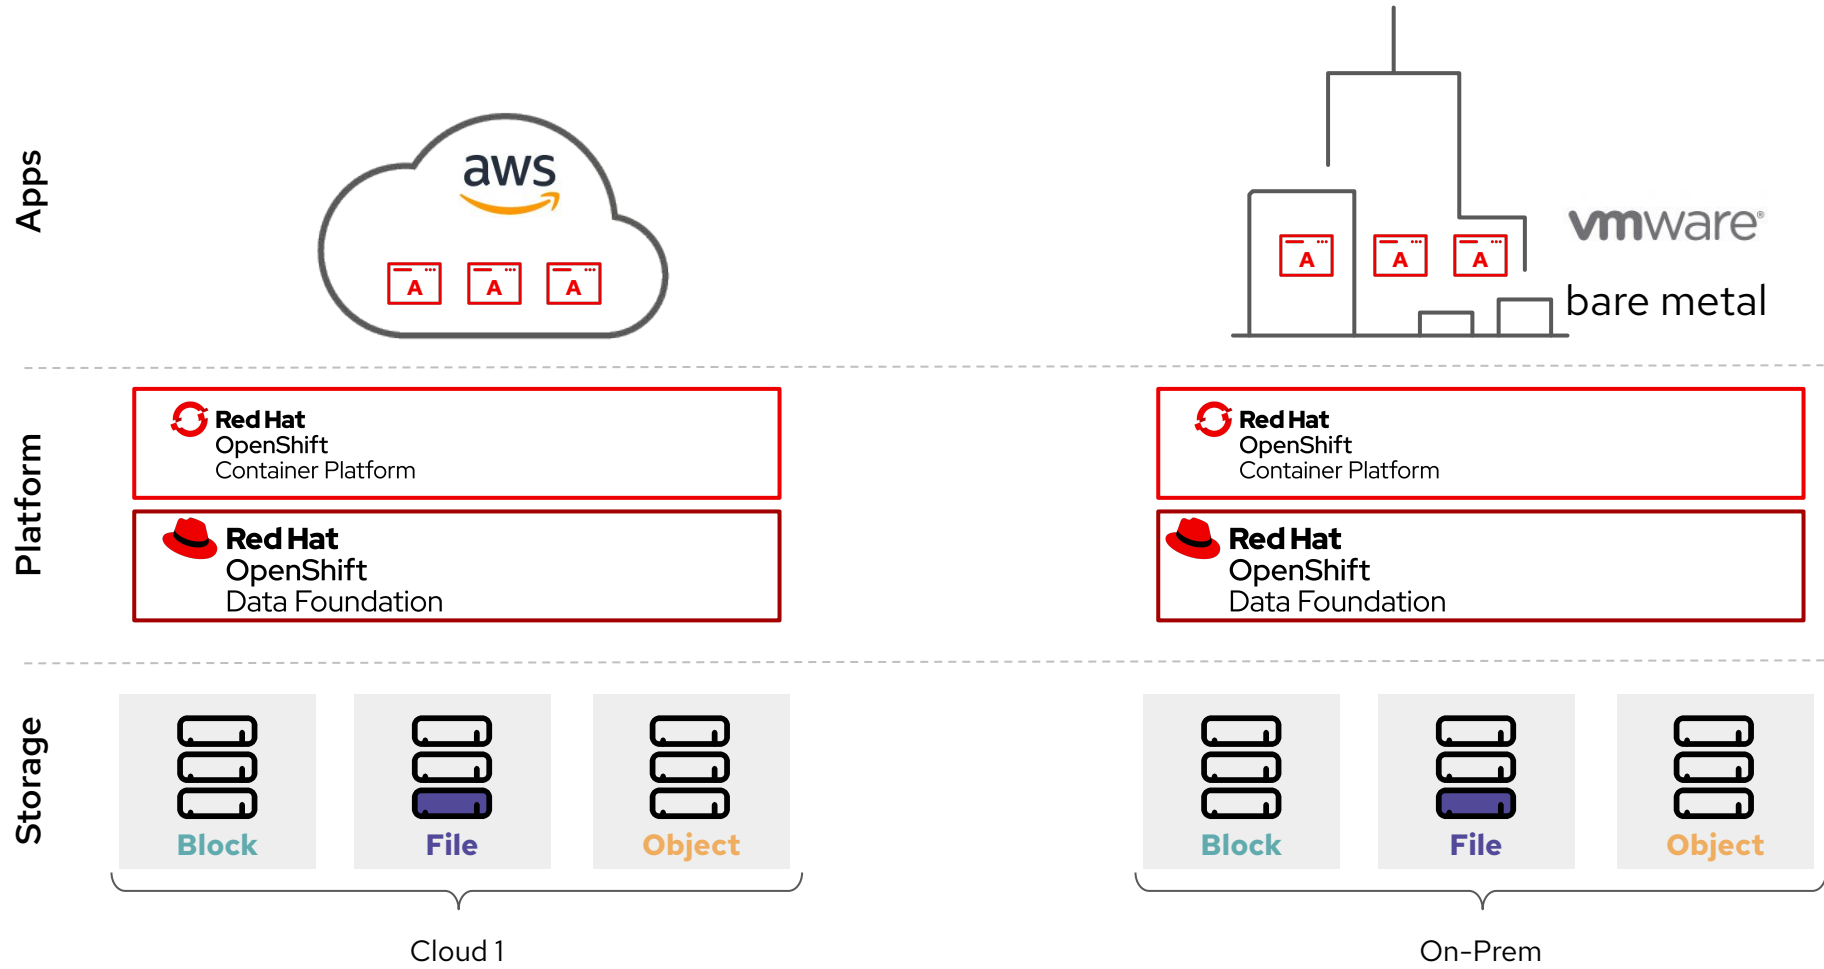 Apps
aws
A
A
A
A
A
A
vmware®
bare metal
Platform
Red Hat
OpenShift
Container Platform
Red Hat
OpenShift
Data Foundation
Red Hat
OpenShift
Container Platform
Red Hat
OpenShift
Data Foundation
Storage
Block
File
Object
Block
File
Object
Cloud 1
On-Prem